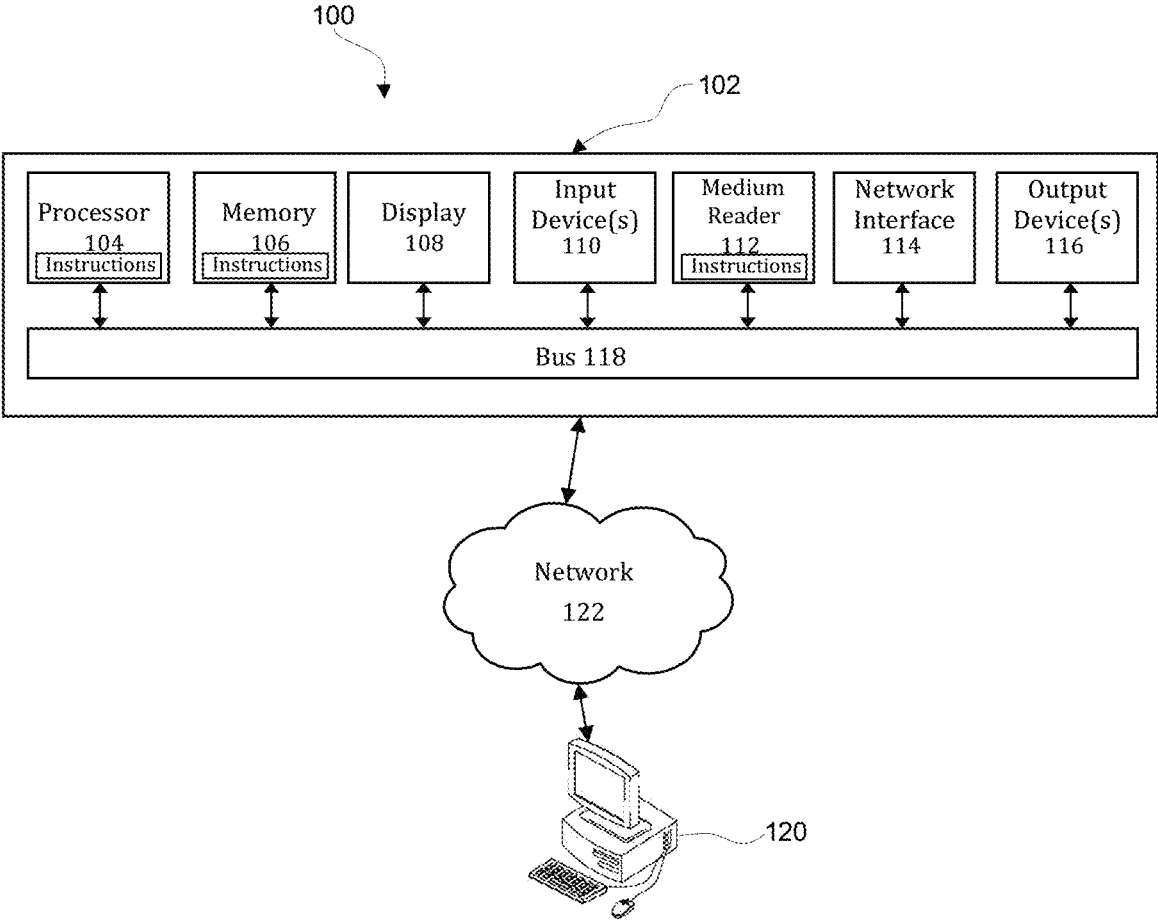 100
102
Processor
104
Instructions
Memory
106
Instructions
Display
108
Input
Device(s)
110
Medium
Reader
112
Instructions
Network
Interface
114
Output
Device(s)
116
Bus 118
Network
122
120